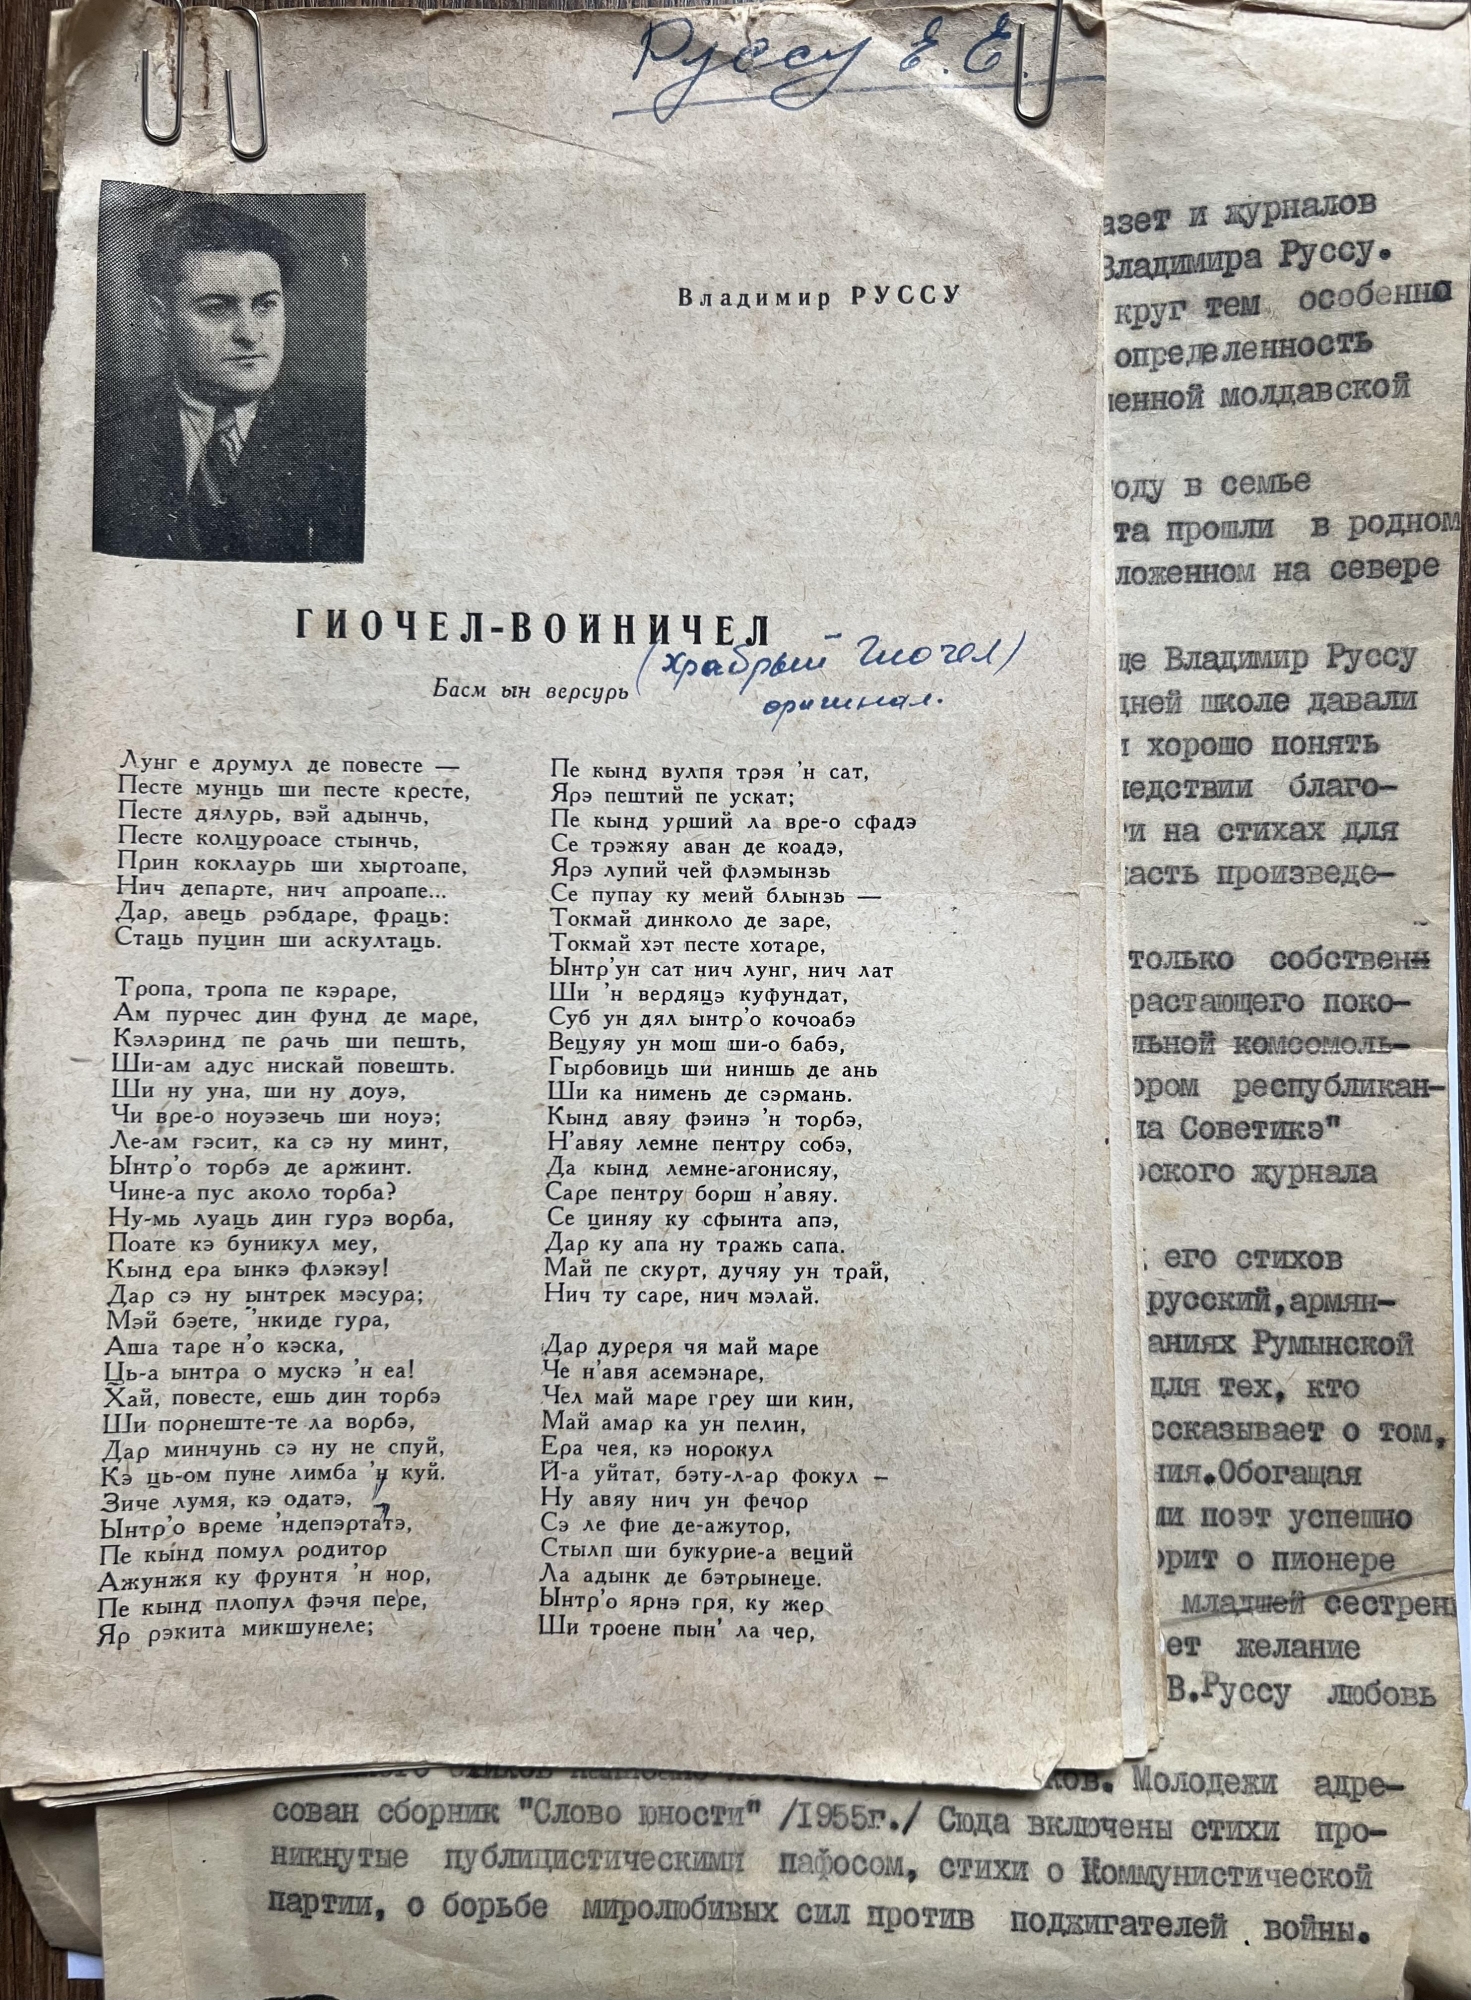 Руссу Е. Е.
Владимир РУССУ
ГИОЧЕЛ-ВОЙНИЧЕЛ
(храбрый Гиочел)
Басм ын версурь
оригинал.
Лунг е друмул де повесте —
Песте мунць ши песте кресте,
Песте дялурь, вэй адынчь,
Песте колцуроасе стынчь,
Прин коклаурь ши хыртоапе,
Нич департе, нич апроапе...
Дар, авець рэбдаре, фраць:
Стаць пуцин ши аскултаць.
Тропа, тропа пе кэраре,
Ам пурчес дин фунд де маре,
Кэлэринд пе рачь ши пешть,
Ши-ам адус нискай повешть.
Ши ну уна, ши ну доуэ,
Чи вре-о ноуэзечь ши ноуэ;
Ле-ам гэсит, ка сэ ну минт,
Ынтр'о торбэ де аржинт.
Чине-а пус аколо торба?
Ну-мь луаць дин гурэ ворба,
Поате кэ буникул меу,
Кынд ера ынкэ флэкэу!
Дар сэ ну ынтрек мэсура;
Мэй бэете, 'нкиде гура,
Аша таре н'о кэска,
Ць-а ынтра о мускэ 'н еа!
Хай, повесте, ешь дин торбэ
Ши порнеште-те ла ворбэ,
Дар минчунь сэ ну не спуй,
Кэ ць-ом пуне лимба 'н куй.
Зиче лумя, кэ одатэ,
Ынтр'о време 'ндепэртатэ,
Пе кынд помул родитор
Ажунжя ку фрунтя 'н нор,
Пе кынд плопул фэчя пере,
Яр рэкита микшунеле;
Пе кынд вулпя трэя 'н сат,
Ярэ пештий пе ускат;
Пе кынд урший ла вре-о сфадэ
Се трэжяу аван де коадэ,
Ярэ лупий чей флэмынзь
Се пупау ку меий блынзь —
Токмай динколо де заре,
Токмай хэт песте хотаре,
Ынтр'ун сат нич лунг, нич лат
Ши 'н вердяцэ куфундат,
Суб ун дял ынтр'о кочоабэ
Вецуяу ун мош ши-о бабэ,
Гырбовиць ши ниншь де ань
Ши ка нимень де сэрмань.
Кынд авяу фэинэ 'н торбэ,
Н'авяу лемне пентру собэ,
Да кынд лемне-агонисяу,
Саре пентру борш н'авяу.
Се циняу ку сфынта апэ,
Дар ку апа ну тражь сапа.
Май пе скурт, дучяу ун трай,
Нич ту саре, нич мэлай.
Дар дуреря чя май маре
Че н'авя асемэнаре,
Чел май маре греу ши кин,
Май амар ка ун пелин,
Ера чея, кэ норокул
Й-а уйтат, бэту-л-ар фокул —
Ну авяу нич ун фечор
Сэ ле фие де-ажутор,
Стылп ши букурие-а веций
Ла адынк де бэтрынеце.
Ынтр'о ярнэ гря, ку жер
Ши троене пын' ла чер,
азет и журналов
Владимира Руссу.
круг тем особенно
определенность
енной молдавской
оду в семье
та прошли в родном
ложенном на севере
це Владимир Руссу
дней школе давали
и хорошо понять
ледствии благо-
ти на стихах для
часть произведе-
только собственн
растающего поко-
льной комсомоль-
ором республикан-
ла Советикэ"
рского журнала
его стихов
русский,армян-
аниях Румынской
для тех, кто
ссказывает о том,
ния.Обогащая
ми поэт успешно
орит о пионере
младшей сестрен
ет желание
В.Руссу любовь
ков. Молодежи адре-
сован сборник "Слово юности" /1955г./ Сюда включены стихи про-
никнутые публицистическими пафосом, стихи о Коммунистической
партии, о борьбе миролюбивых сил против поджигателей войны.